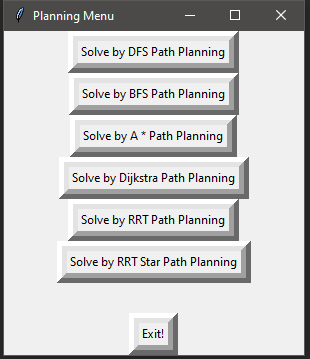 Planning Menu
Solve by DFS Path Planning
Solve by BFS Path Planning
Solve by A * Path Planning
Solve by Dijkstra Path Planning
Solve by RRT Path Planning
Solve by RRT Star Path Planning
Exit!